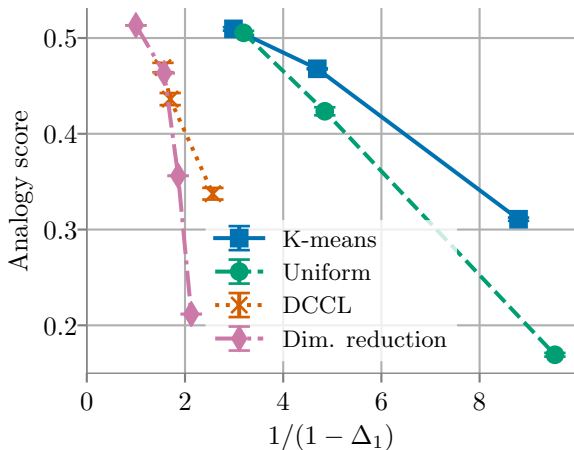 0.5
0.4
0.3
0.2
Analogy score
K-means
Uniform
DCCL
Dim. reduction
0 2 4 6 8
1/(1 − Δ₁)